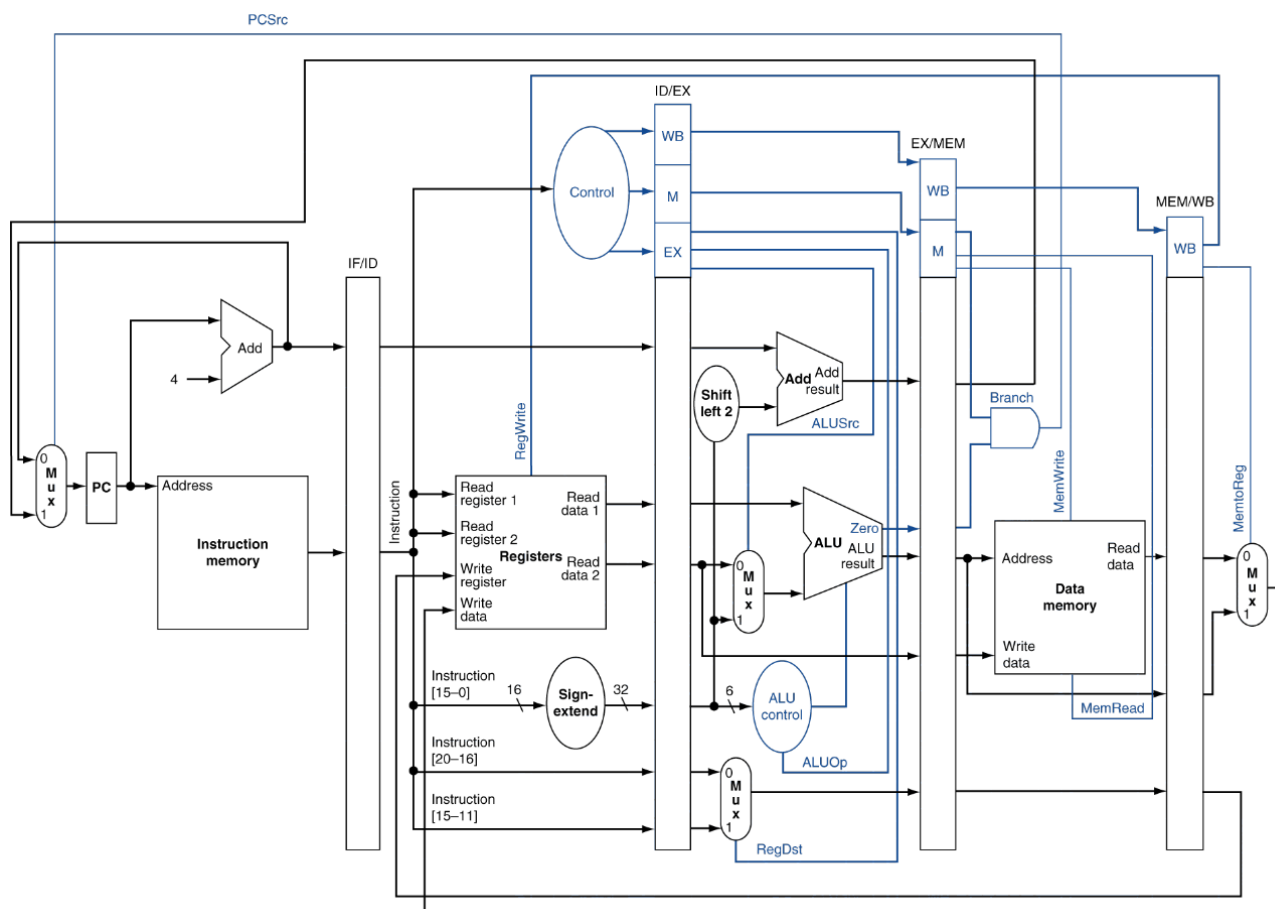 PCSrc
ID/EX
WB
EX/MEM
Control
M
WB
MEM/WB
EX
M
WB
IF/ID
Add
4
Add
Add
result
Shift
left 2
ALUSrc
Branch
RegWrite
MemWrite
MemtoReg
0
M
u
x
1
PC
Address
Instruction
memory
Instruction
Read
register 1
Read
register 2
Write
register
Write
data
Registers
Read
data 1
Read
data 2
0
M
u
x
1
Zero
ALU
ALU
result
Address
Read
data
Data
memory
Write
data
0
M
u
x
1
MemRead
Instruction
[15–0]
16
Sign-
extend
32
6
ALU
control
ALUOp
Instruction
[20–16]
Instruction
[15–11]
0
M
u
x
1
RegDst